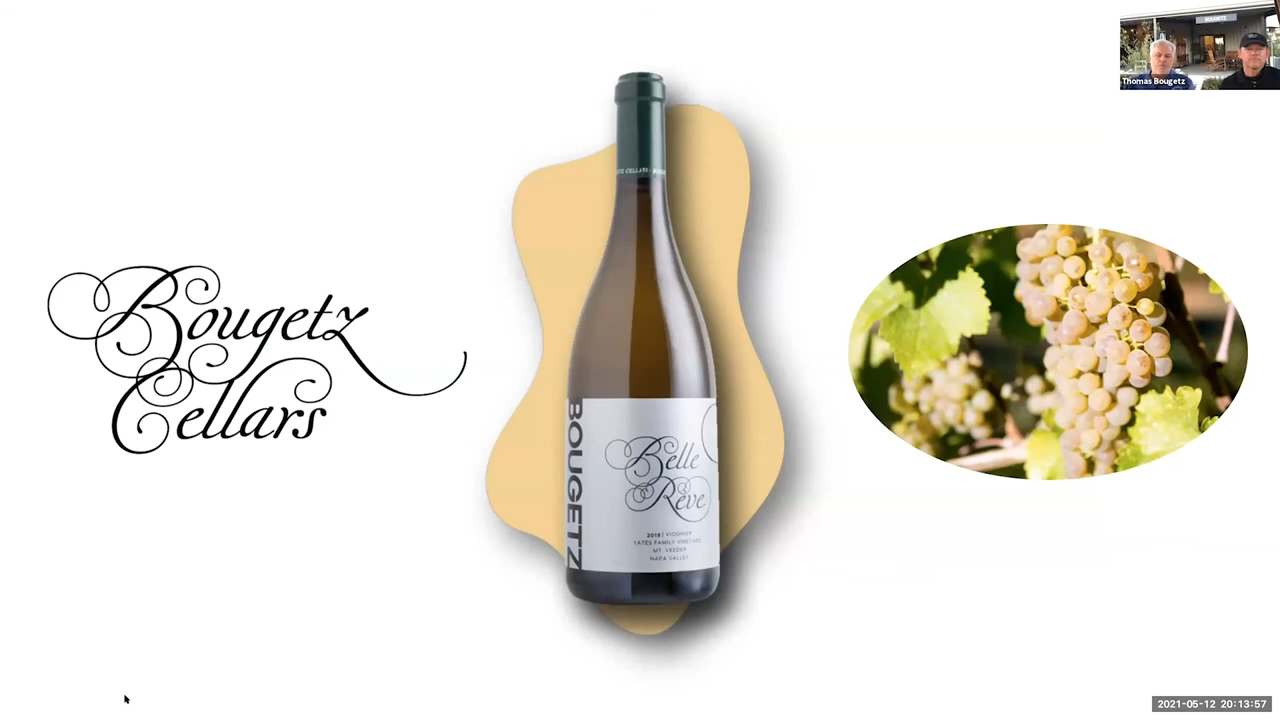 BOUGETZ
Thomas Bougetz
Bougetz
Cellars
BOUGETZ
Belle
Rêve
2018 | VIOGNIER
YATES FAMILY VINEYARD
MT. VEEDER
NAPA VALLEY
2021-05-12 20:13:57